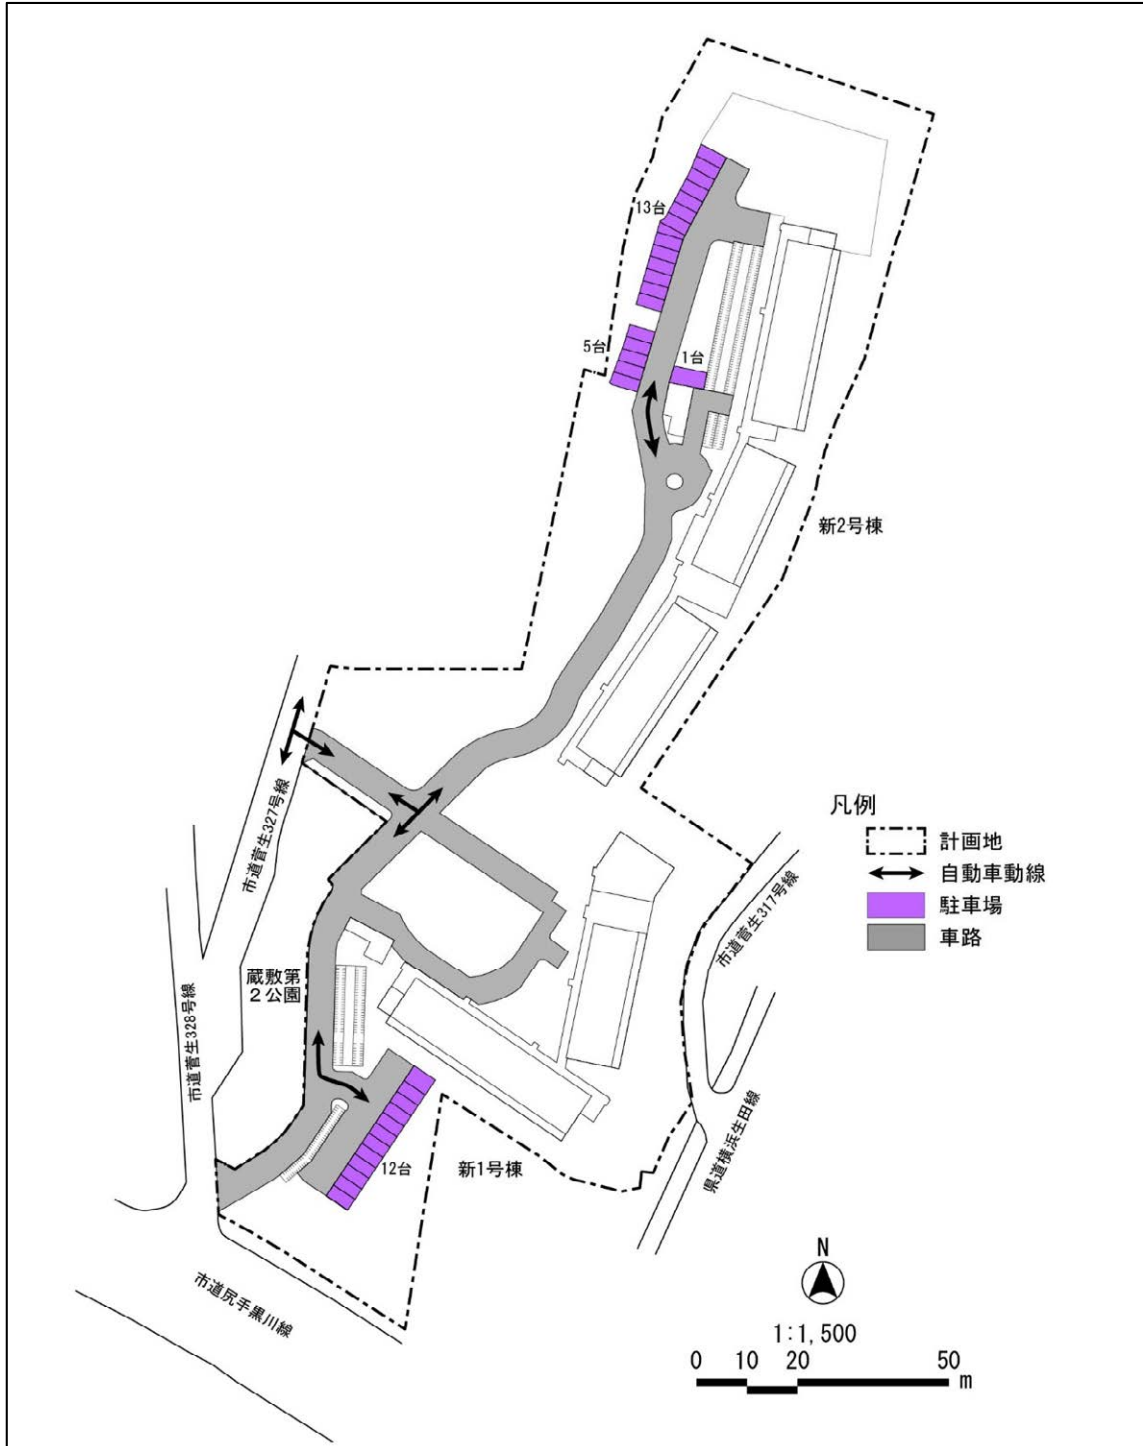 13台
5台
1台
新2号棟
市道菅生327号線
凡例
計画地
自動車動線
駐車場
車路
市道菅生317号線
蔵敷第
2公園
市道菅生328号線
県道横浜生田線
12台
新1号棟
市道尻手黒川線
N
1:1,500
0 10 20 50
m